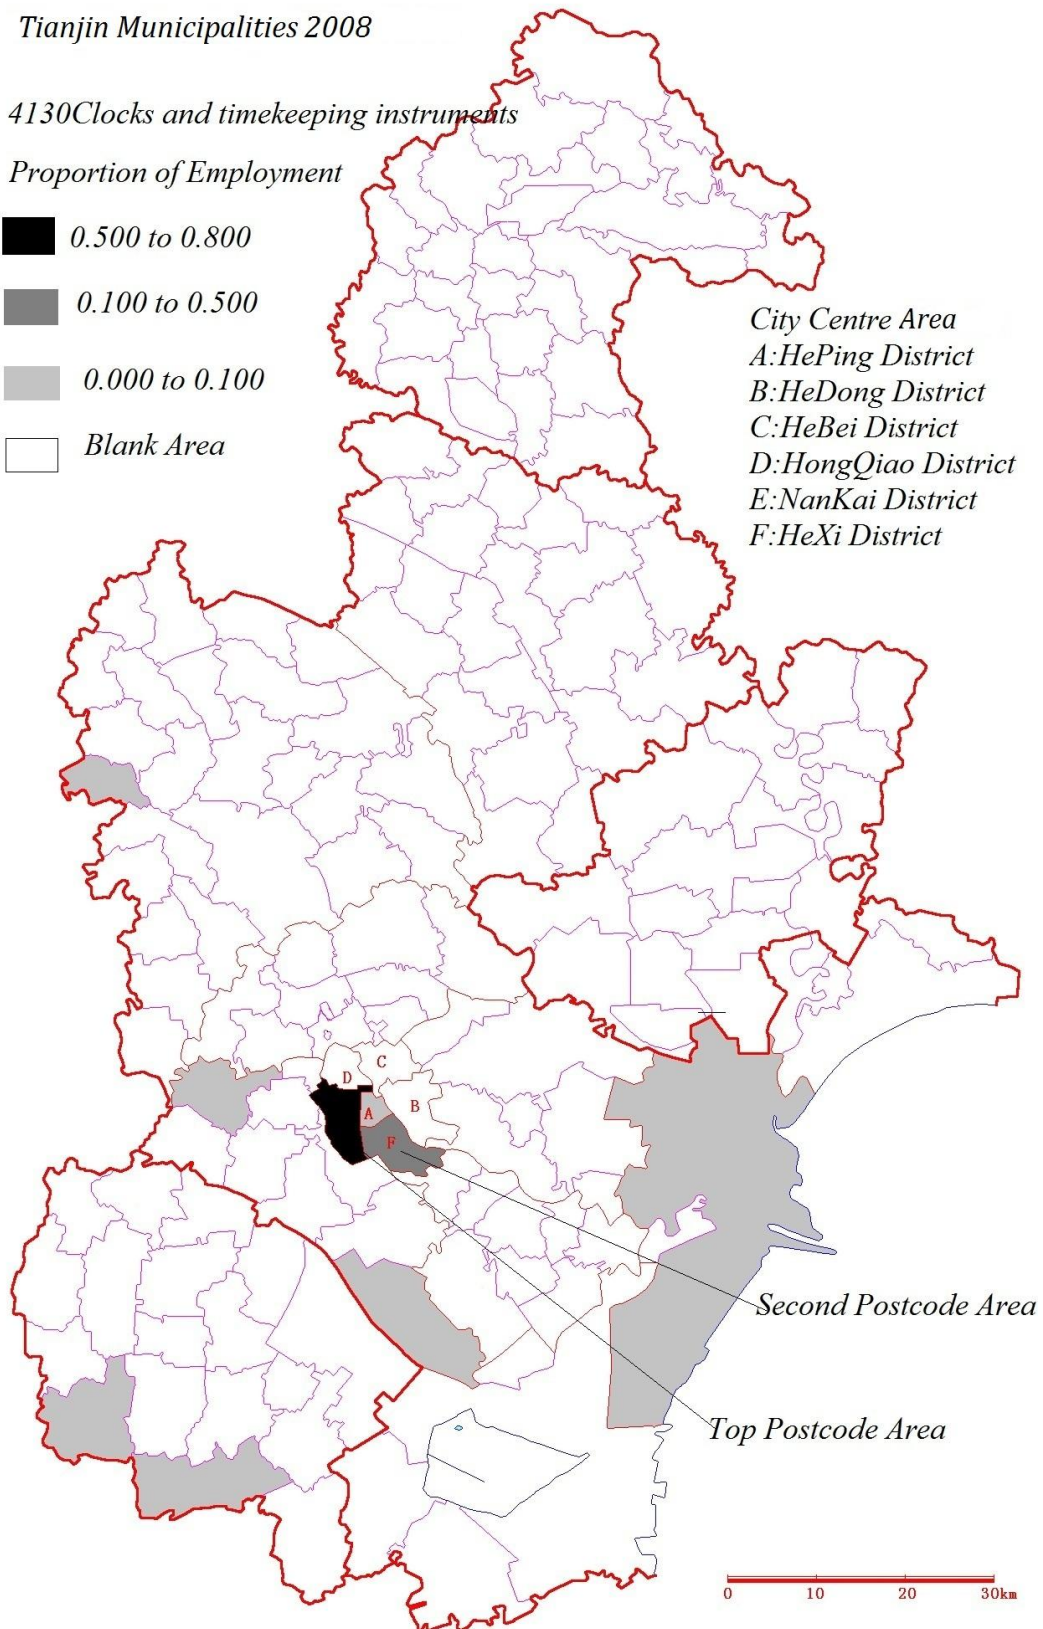 Tianjin Municipalities 2008
4130Clocks and timekeeping instruments
Proportion of Employment
0.500 to 0.800
0.100 to 0.500
0.000 to 0.100
Blank Area
City Centre Area
A:HePing District
B:HeDong District
C:HeBei District
D:HongQiao District
E:NanKai District
F:HeXi District
C
D
B
A
F
Second Postcode Area
Top Postcode Area
0 10 20 30km